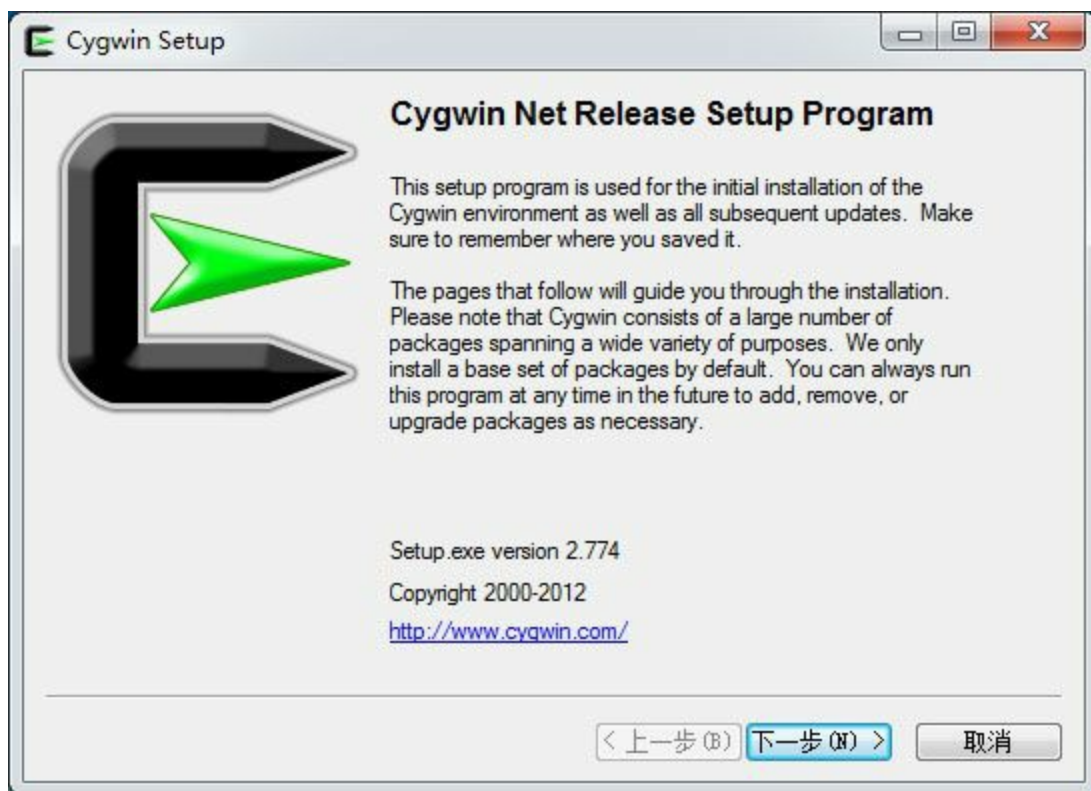 Cygwin Setup
Cygwin Net Release Setup Program
This setup program is used for the initial installation of the
Cygwin environment as well as all subsequent updates.  Make
sure to remember where you saved it.
The pages that follow will guide you through the installation.
Please note that Cygwin consists of a large number of
packages spanning a wide variety of purposes.  We only
install a base set of packages by default.  You can always run
this program at any time in the future to add, remove, or
upgrade packages as necessary.
Setup.exe version 2.774
Copyright 2000-2012
http://www.cygwin.com/
< 上一步(B) 下一步(N) > 取消